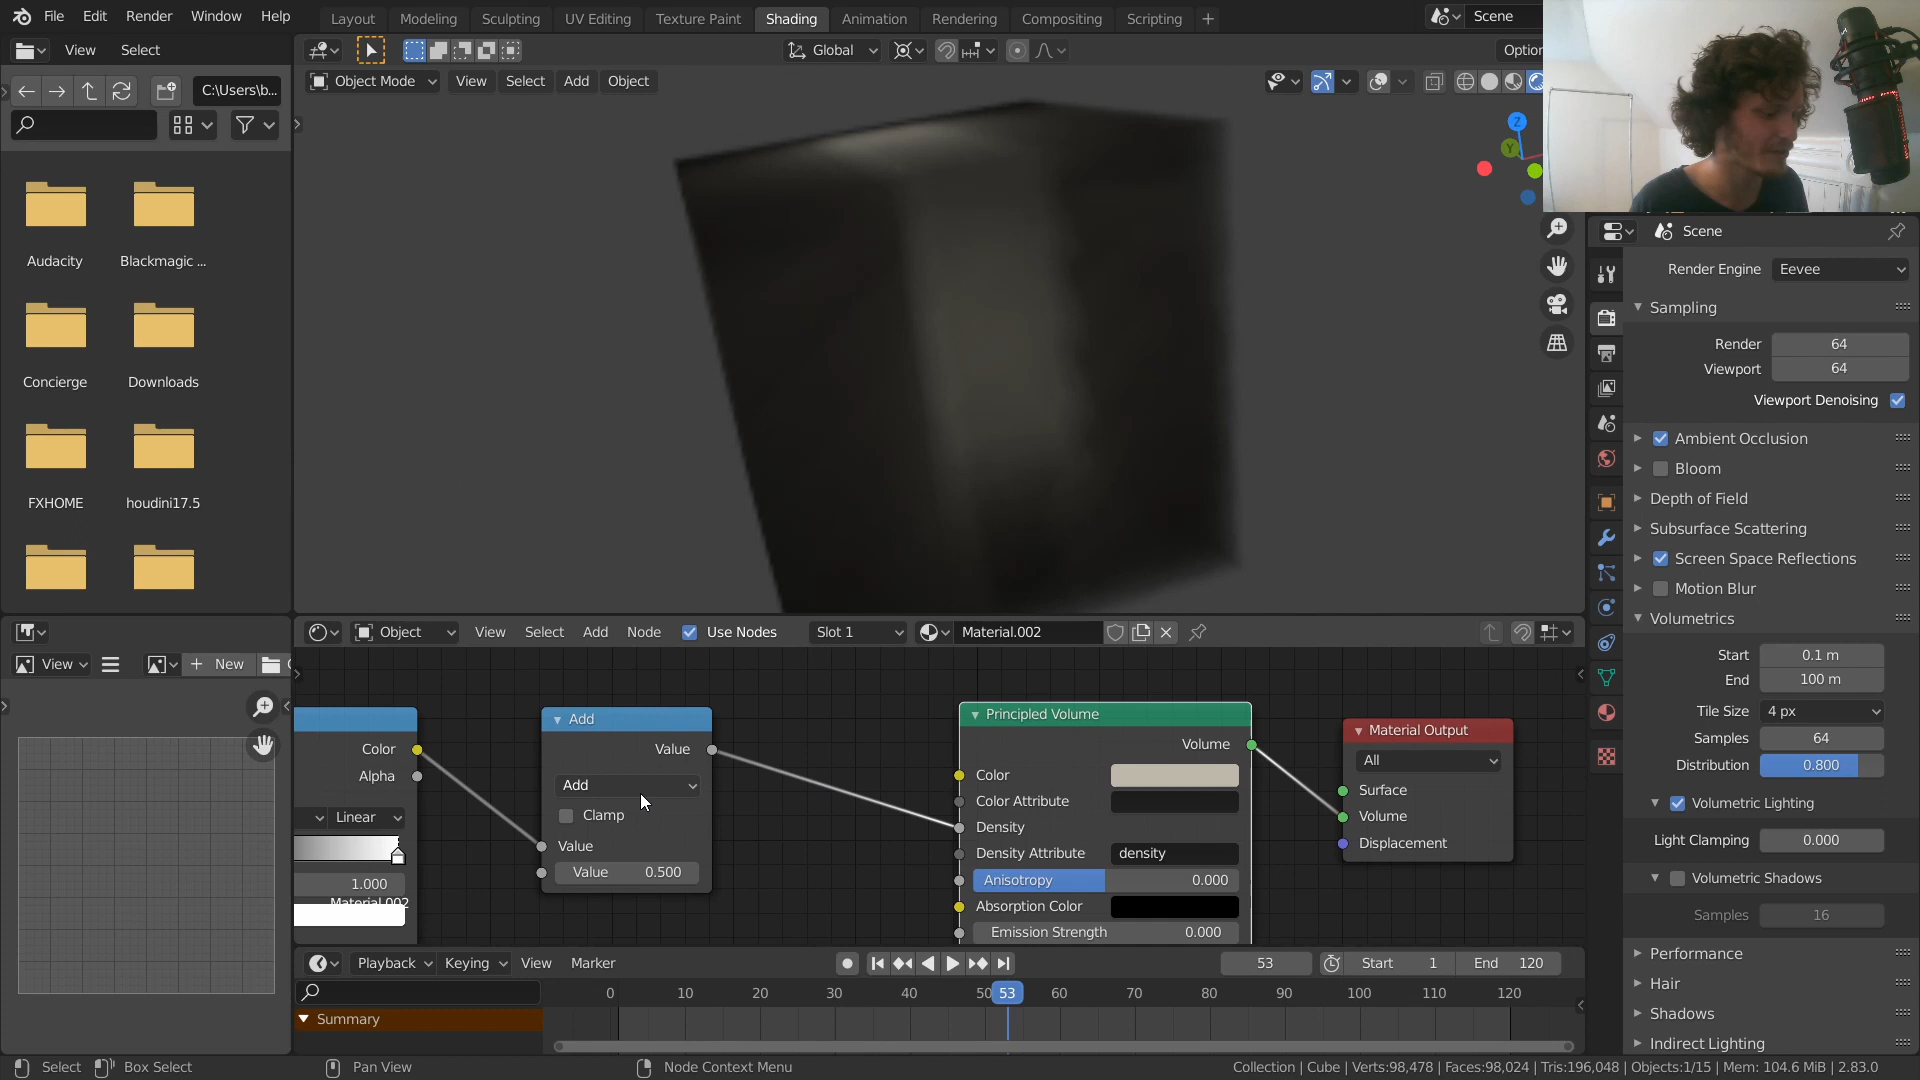 File Edit Render Window Help
Layout Modeling Sculpting UV Editing Texture Paint Shading Animation Rendering Compositing Scripting +
Scene
View Select
Global
Object Mode View Select Add Object
C:\Users\b...
Audacity Blackmagic ...
Concierge Downloads
FXHOME houdini17.5
Z
Y
Scene
Render Engine Eevee
Sampling
Render 64
Viewport 64
Viewport Denoising
Ambient Occlusion
Bloom
Depth of Field
Subsurface Scattering
Screen Space Reflections
Motion Blur
Volumetrics
Start 0.1 m
End 100 m
Tile Size 4 px
Samples 64
Distribution 0.800
Volumetric Lighting
Light Clamping 0.000
Volumetric Shadows
Samples 16
Performance
Hair
Shadows
Indirect Lighting
Object View Select Add Node Use Nodes Slot 1 Material.002
View + New
Color
Alpha
Linear
1.000
Material.002
Add
Value
Add
Clamp
Value
Value 0.500
Principled Volume
Volume
Color
Color Attribute
Density
Density Attribute density
Anisotropy 0.000
Absorption Color
Emission Strength 0.000
Material Output
All
Surface
Volume
Displacement
Playback Keying View Marker 53 Start 1 End 120
0 10 20 30 40 50 53 60 70 80 90 100 110 120
Summary
Select Box Select Pan View Node Context Menu Collection | Cube | Verts:98,478 | Faces:98,024 | Tris:196,048 | Objects:1/15 | Mem: 104.6 MiB | 2.83.0